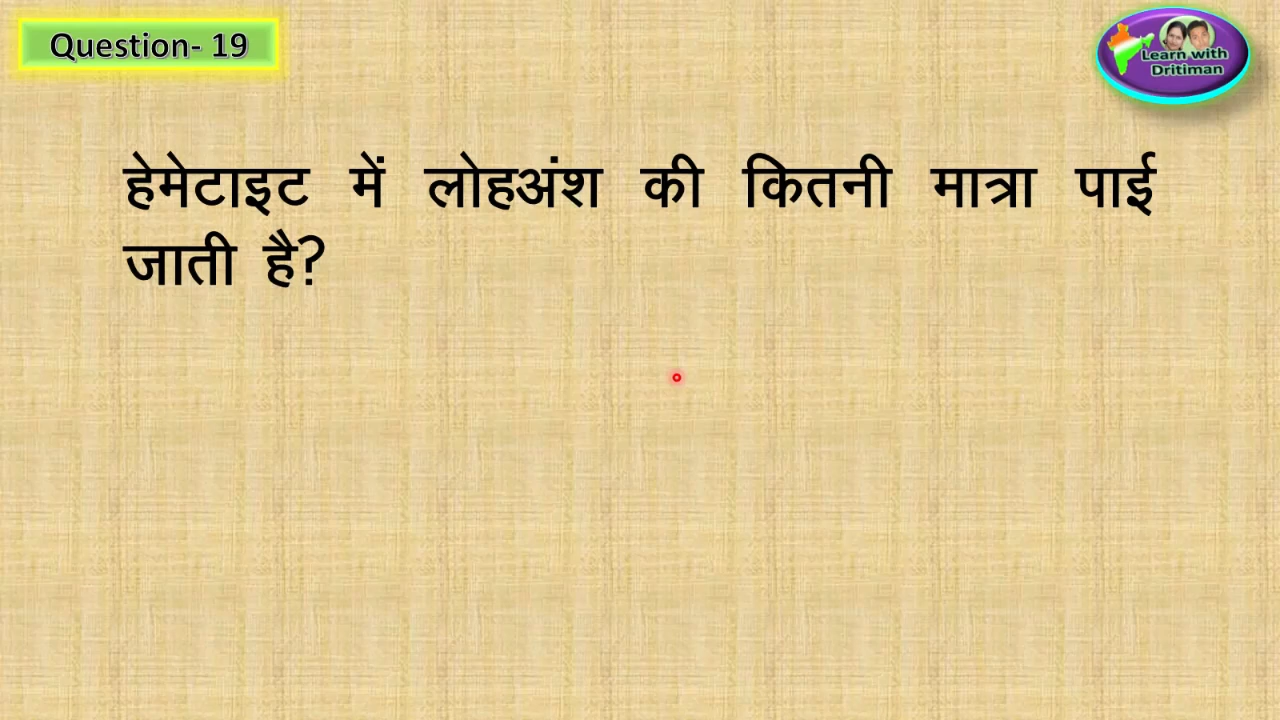 Question- 19
Learn with
Dritiman
हेमेटाइट में लोहअंश की कितनी मात्रा पाई
जाती है?